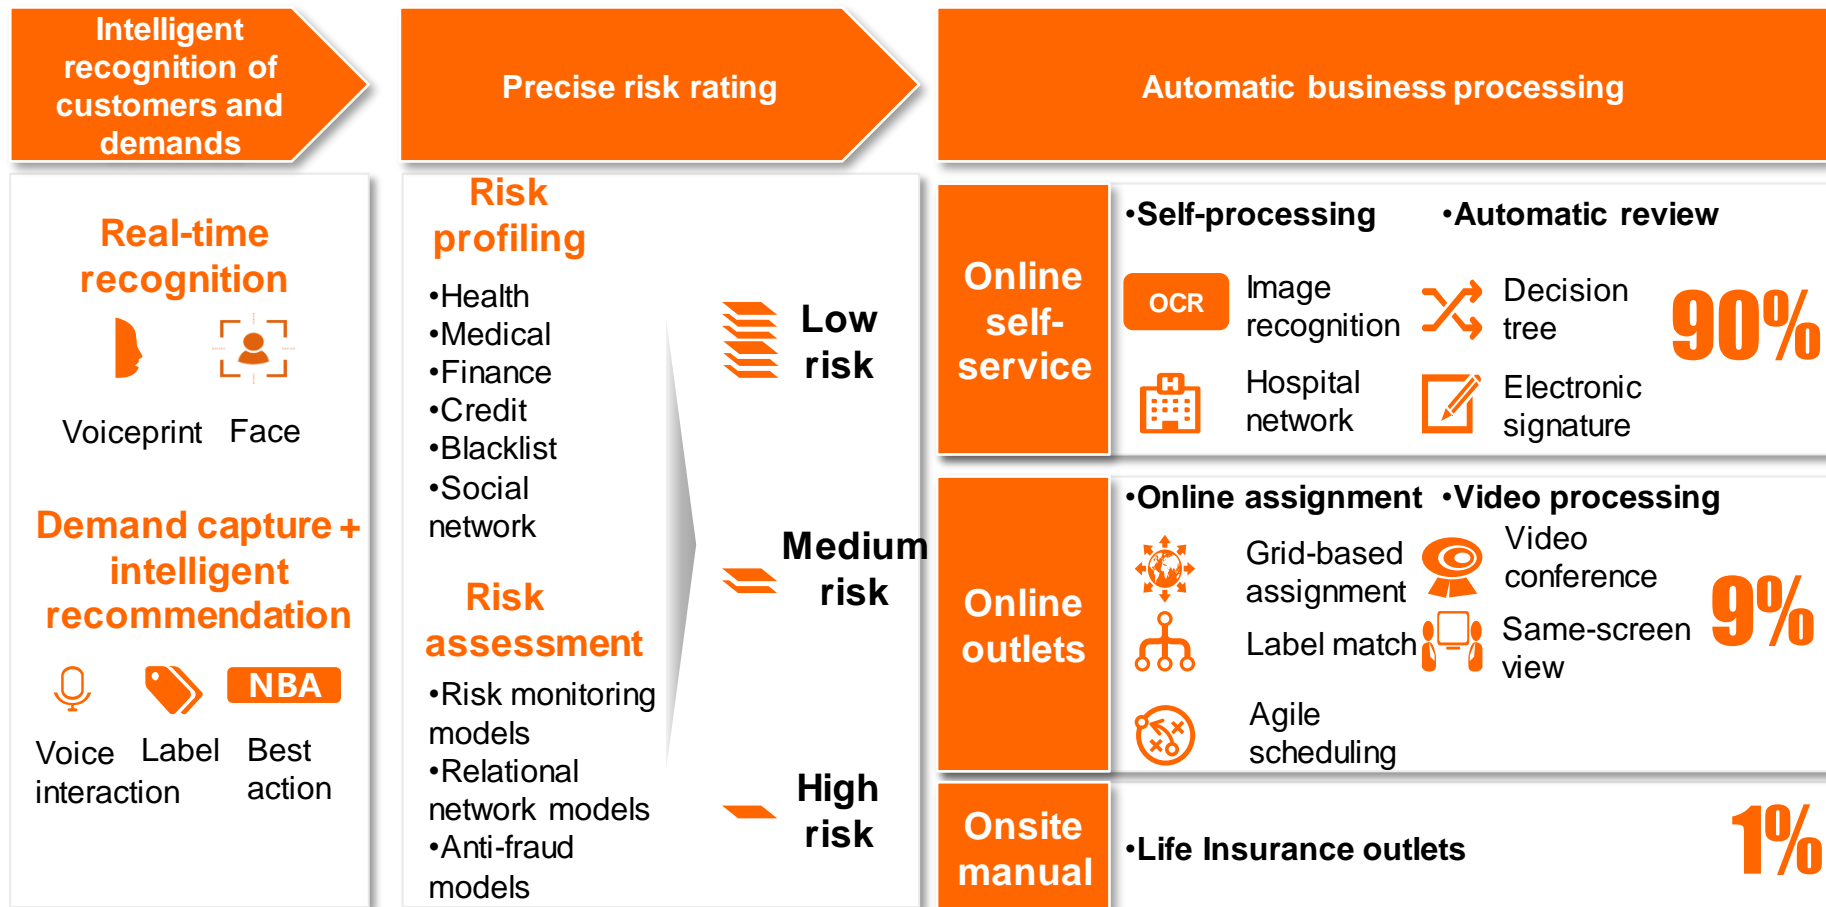 Intelligent
recognition of
customers and
demands
Precise risk rating
Automatic business processing
Real-time
recognition
Voiceprint
Face
Demand capture +
intelligent
recommendation
NBA
Voice
interaction
Label
Best
action
Risk
profiling
•Health
•Medical
•Finance
•Credit
•Blacklist
•Social
network
Risk
assessment
•Risk monitoring
models
•Relational
network models
•Anti-fraud
models
Low
risk
Medium
risk
High
risk
Online
self-
service
•Self-processing
•Automatic review
OCR
Image
recognition
Decision
tree
H
Hospital
network
Electronic
signature
90%
Online
outlets
•Online assignment
•Video processing
Grid-based
assignment
Video
conference
Label match
Same-screen
view
Agile
scheduling
9%
Onsite
manual
•Life Insurance outlets
1%